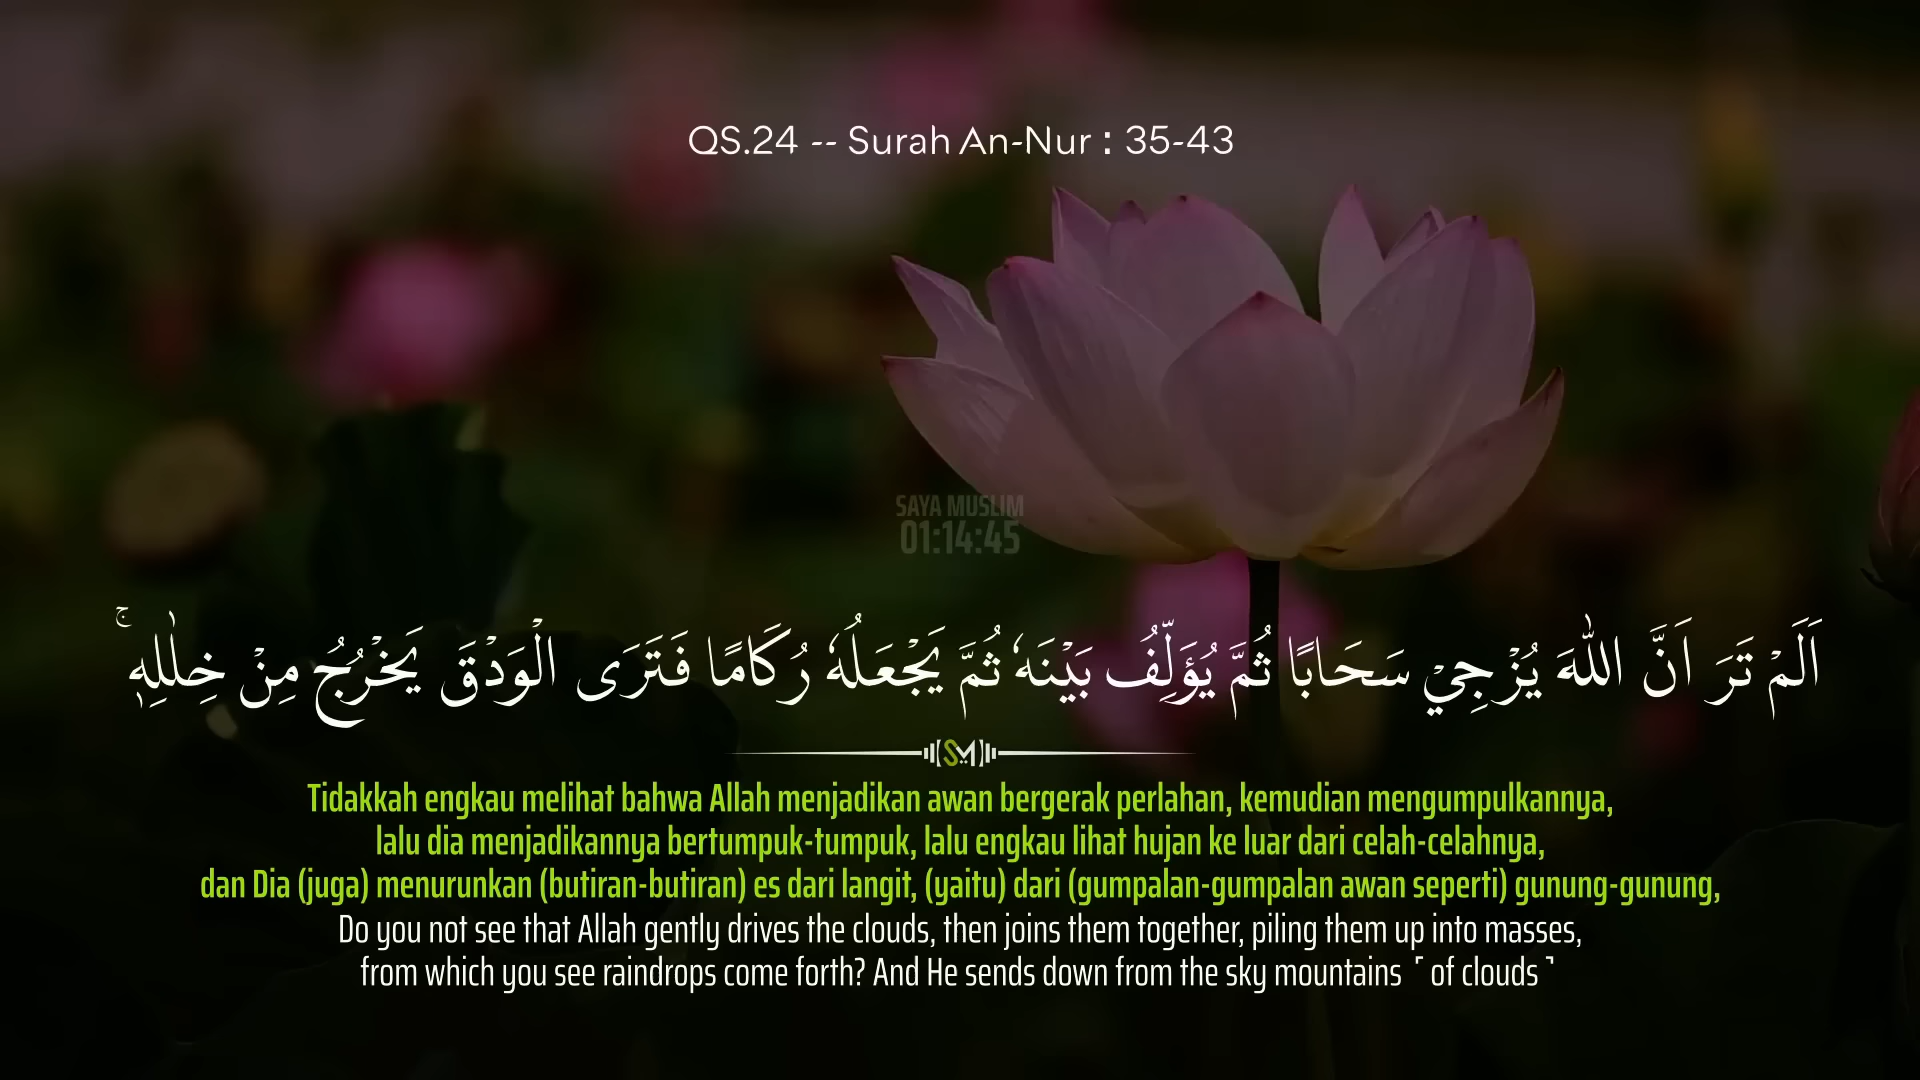 QS.24 -- Surah An-Nur : 35-43
SAYA MUSLIM
01:14:45
اَلَمْ تَرَ اَنَّ اللّٰهَ يُزْجِيْ سَحَابًا ثُمَّ يُؤَلِّفُ بَيْنَهٗ ثُمَّ يَجْعَلُهٗ رُكَامًا فَتَرَى الْوَدْقَ يَخْرُجُ مِنْ خِلٰلِهٖۚ
SM
Tidakkah engkau melihat bahwa Allah menjadikan awan bergerak perlahan, kemudian mengumpulkannya,
lalu dia menjadikannya bertumpuk-tumpuk, lalu engkau lihat hujan ke luar dari celah-celahnya,
dan Dia (juga) menurunkan (butiran-butiran) es dari langit, (yaitu) dari (gumpalan-gumpalan awan seperti) gunung-gunung,
Do you not see that Allah gently drives the clouds, then joins them together, piling them up into masses,
from which you see raindrops come forth? And He sends down from the sky mountains ˹of clouds˺